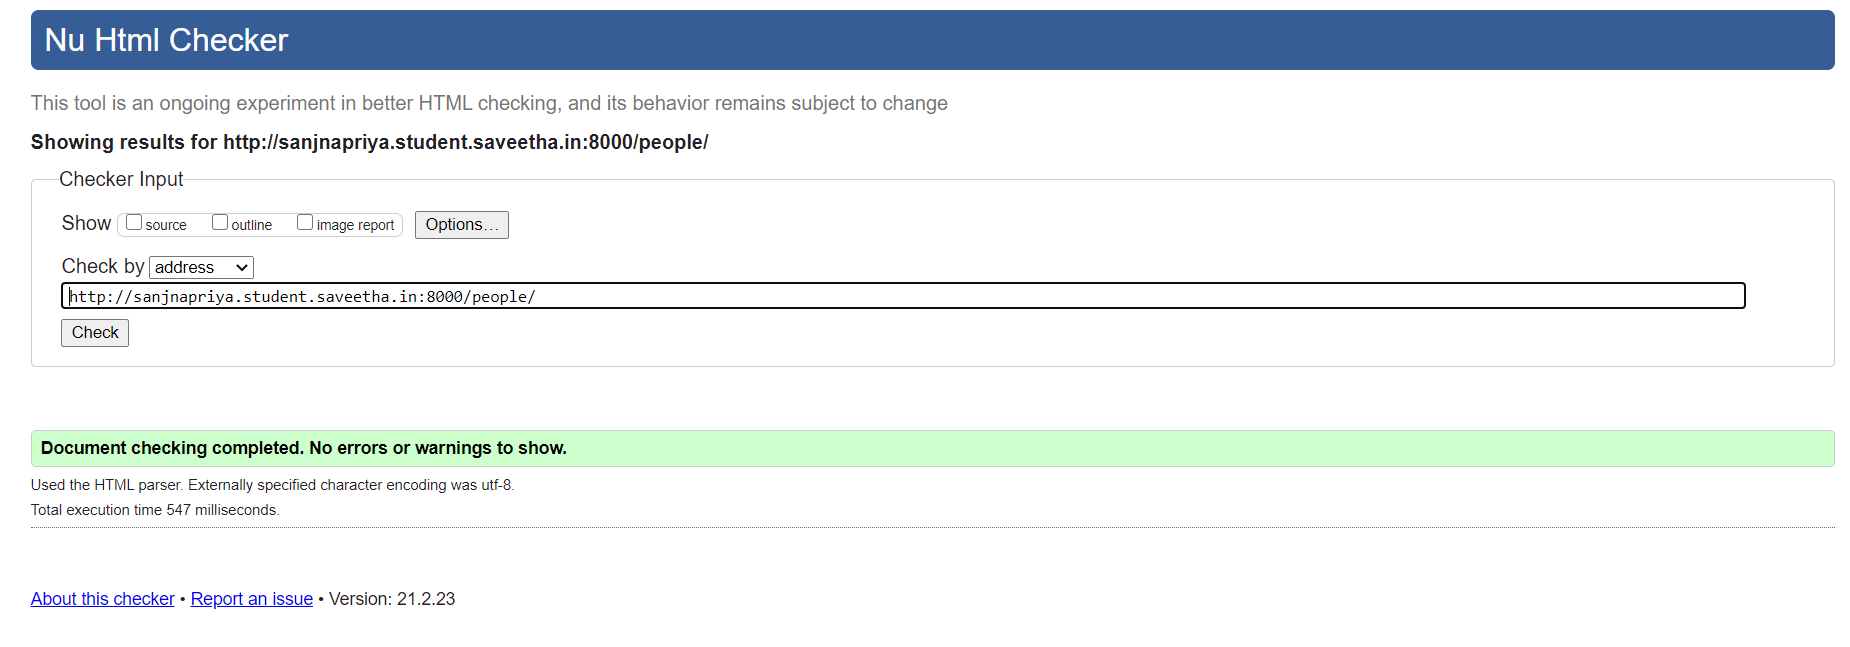 Nu Html Checker
This tool is an ongoing experiment in better HTML checking, and its behavior remains subject to change
Showing results for http://sanjnapriya.student.saveetha.in:8000/people/
Checker Input
Show source outline image report Options…
Check by address
http://sanjnapriya.student.saveetha.in:8000/people/
Check
Document checking completed. No errors or warnings to show.
Used the HTML parser. Externally specified character encoding was utf-8.
Total execution time 547 milliseconds.
About this checker • Report an issue • Version: 21.2.23